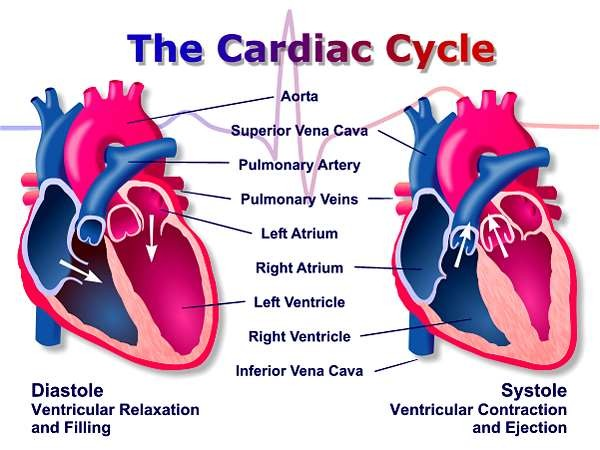 The Cardiac Cycle
Aorta
Superior Vena Cava
Pulmonary Artery
Pulmonary Veins
Left Atrium
Right Atrium
Left Ventricle
Right Ventricle
Inferior Vena Cava
Diastole
Ventricular Relaxation
and Filling
Systole
Ventricular Contraction
and Ejection